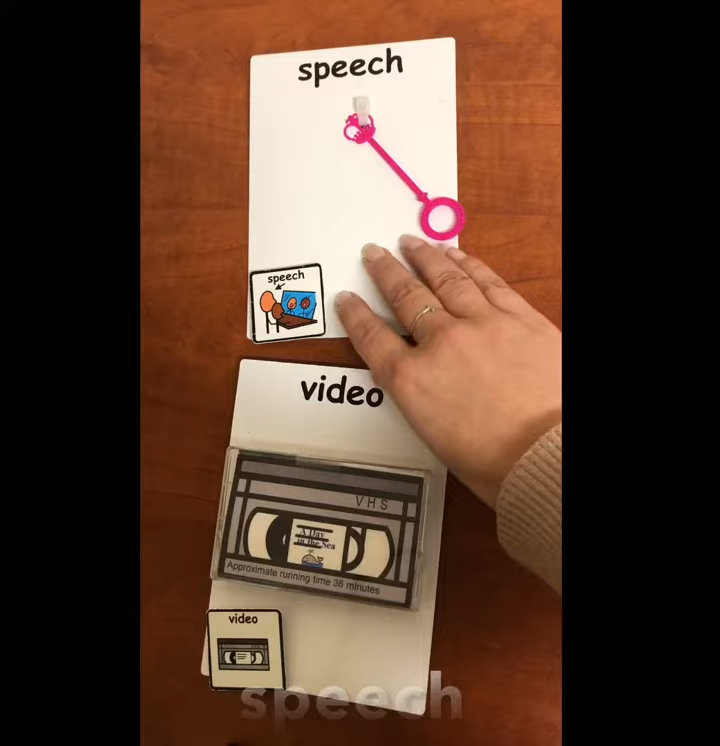 speech
speech
video
VHS
A Day
in the Sea
Approximate running time 36 minutes
video
speech